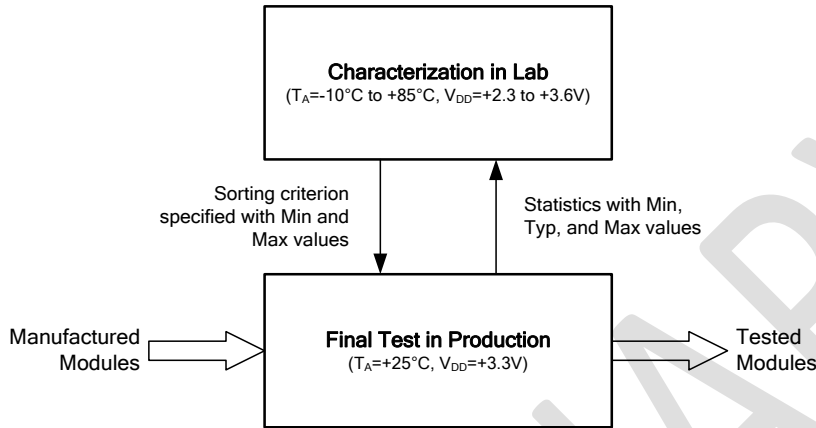 Characterization in Lab
(TA=-10°C to +85°C, VDD=+2.3 to +3.6V)
Sorting criterion
specified with Min and
Max values
Statistics with Min,
Typ, and Max values
Manufactured
Modules
Final Test in Production
(TA=+25°C, VDD=+3.3V)
Tested
Modules